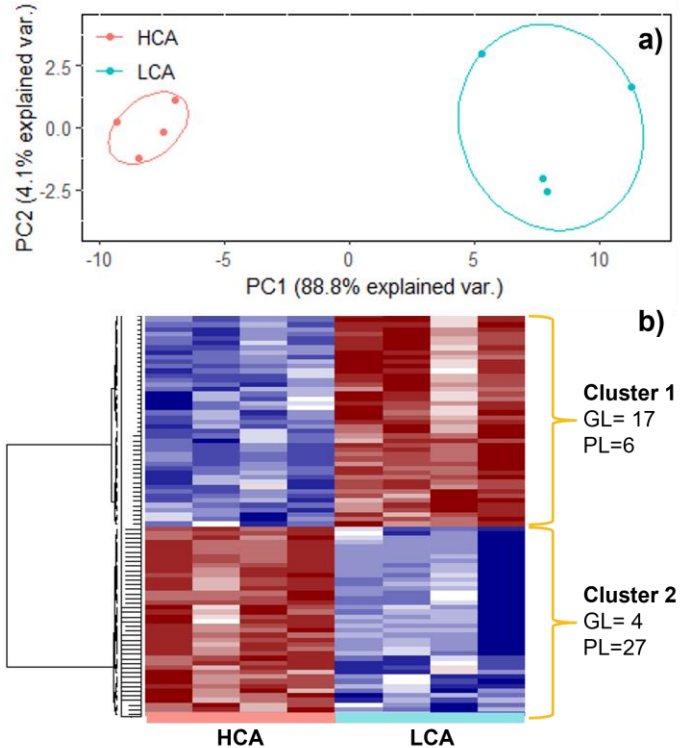 a)
HCA
LCA
PC2 (4.1% explained var.)
2.5
0.0
-2.5
-10
-5
0
5
10
PC1 (88.8% explained var.)
b)
Cluster 1
GL= 17
PL=6
Cluster 2
GL= 4
PL=27
HCA
LCA